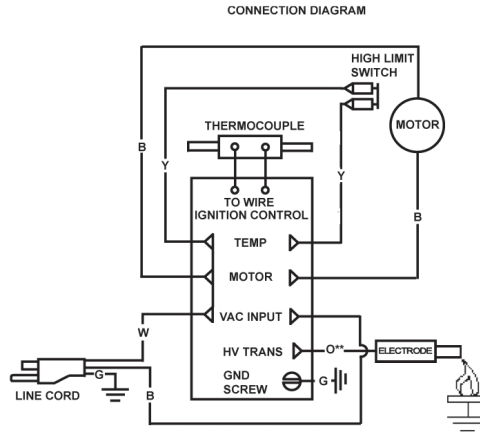 CONNECTION DIAGRAM
HIGH LIMIT
SWITCH
MOTOR
THERMOCOUPLE
B
Y
Y
B
TO WIRE
IGNITION CONTROL
TEMP
MOTOR
VAC INPUT
W
HV TRANS
O**
ELECTRODE
GND
SCREW
G
G
LINE CORD
B